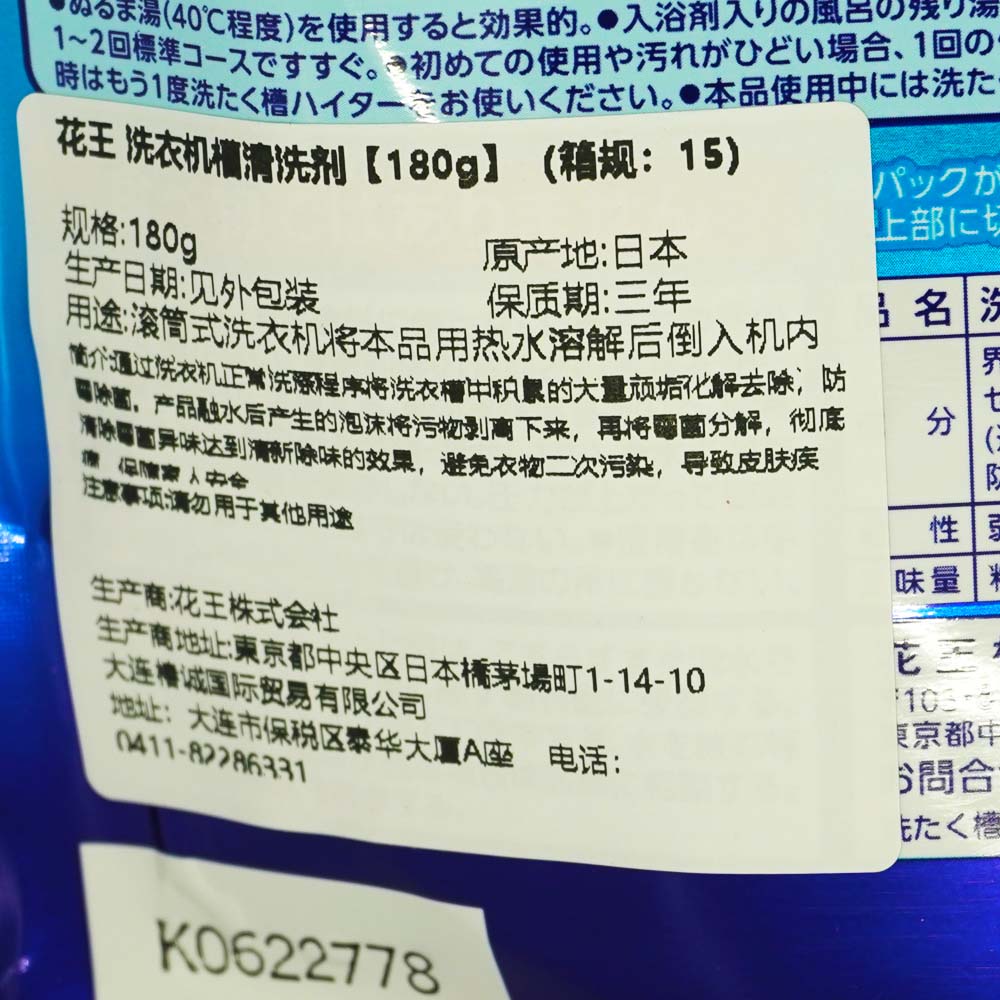 ●ぬるま湯(40℃程度)を使用すると効果的。●入浴剤入りの風呂の残り湯
1～2回標準コースですすぐ。●初めての使用や汚れがひどい場合、1回の
時はもう1度洗たく槽ハイターをお使いください。●本品使用中には洗た
花王 洗衣机槽清洗剂【180g】 (箱规：15)
规格:180g
原产地:日本
生产日期:见外包装
保质期:三年
用途:滚筒式洗衣机将本品用热水溶解后倒入机内
简介:通过洗衣机正常洗涤程序将洗衣槽中积累的大量顽垢化解去除，防
霉除菌，产品融水后产生的泡沫将污物剥离下来，再将霉菌分解，彻底
清除霉菌异味达到清新除味的效果，避免衣物二次污染，导致皮肤疾
病，保障家人安全
注意事项:请勿用于其他用途
生产商:花王株式会社
生产商地址:東京都中央区日本橋茅場町1-14-10
大连槽诚国际贸易有限公司
地址：大连市保税区泰华大厦A座 电话：
0411-82286331
パックが
上部に切
品名 洗
分
性
味量
花王
東京都中
お問合
洗たく槽
K0622778